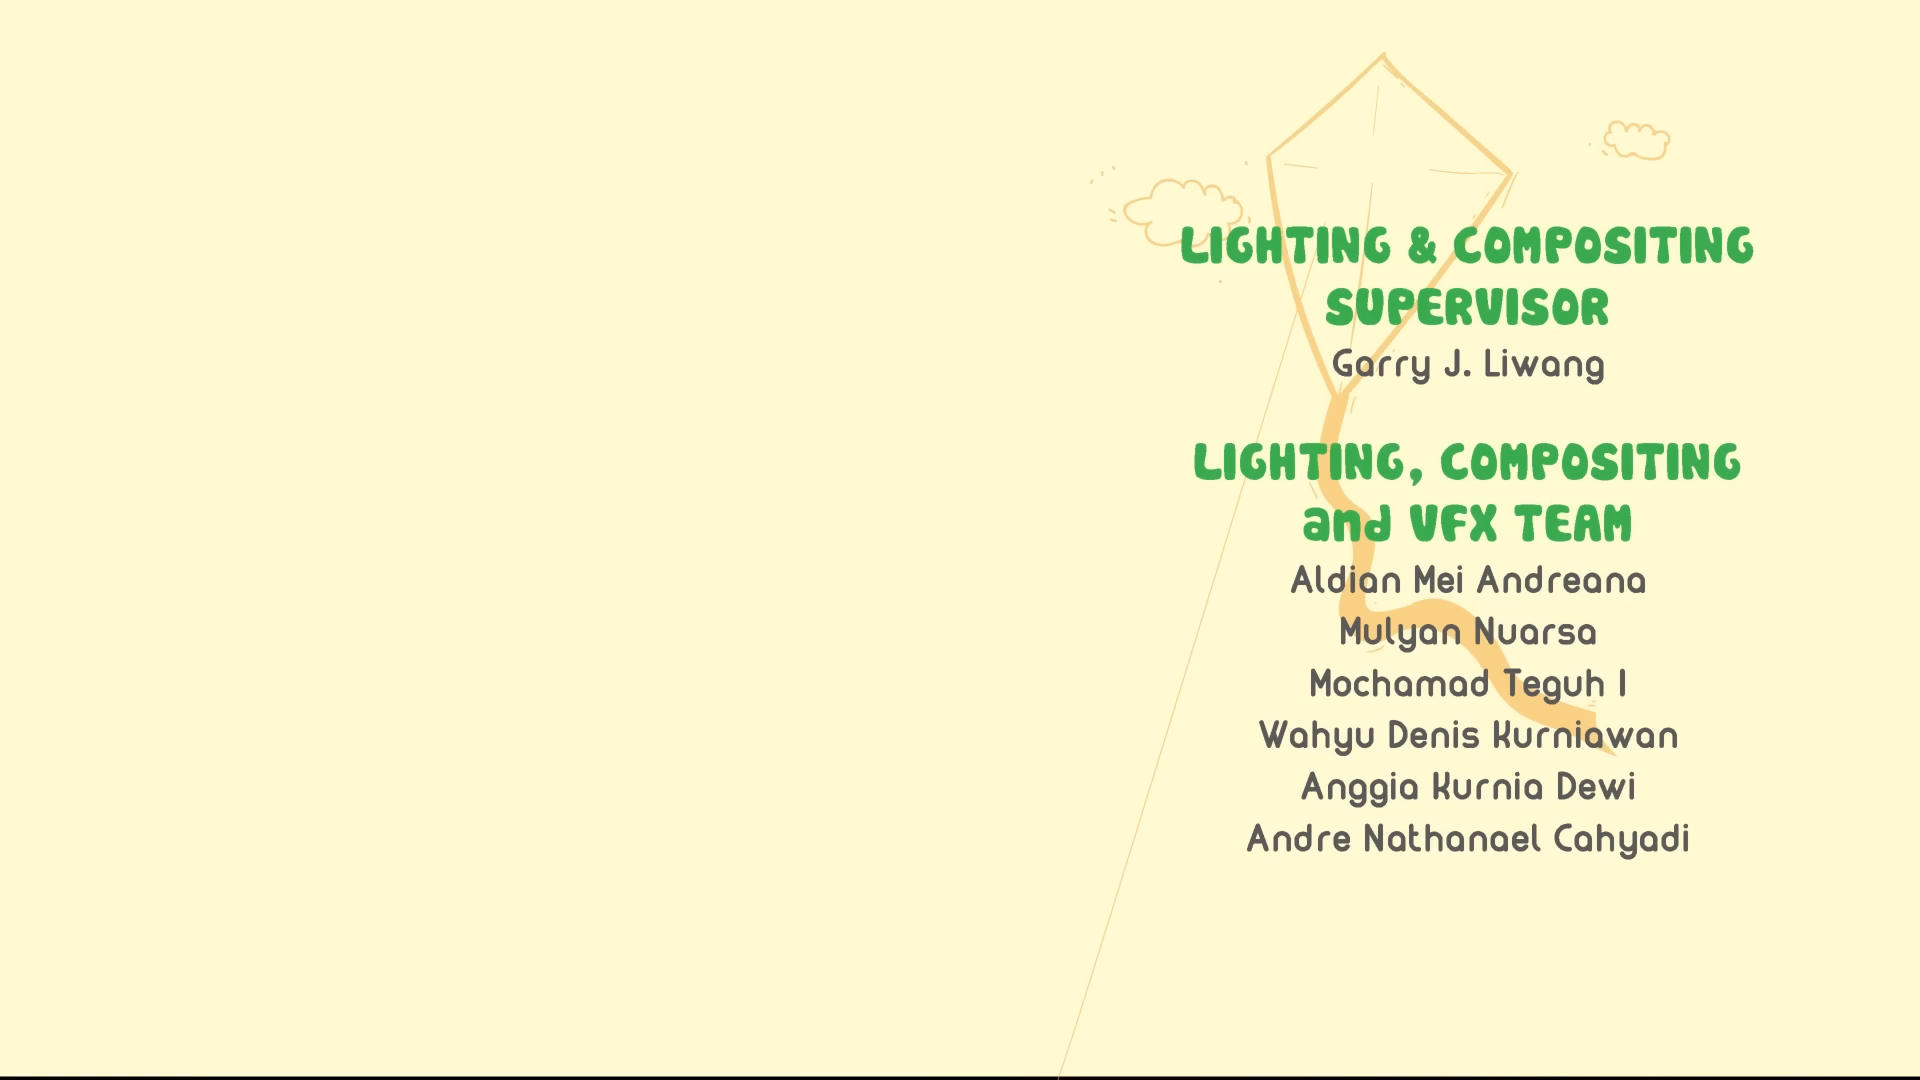 LIGHTING & COMPOSITING
SUPERVISOR
Garry J. Liwang
LIGHTING, COMPOSITING
and VFX TEAM
Aldian Mei Andreana
Mulyan Nuarsa
Mochamad Teguh I
Wahyu Denis Kurniawan
Anggia Kurnia Dewi
Andre Nathanael Cahyadi